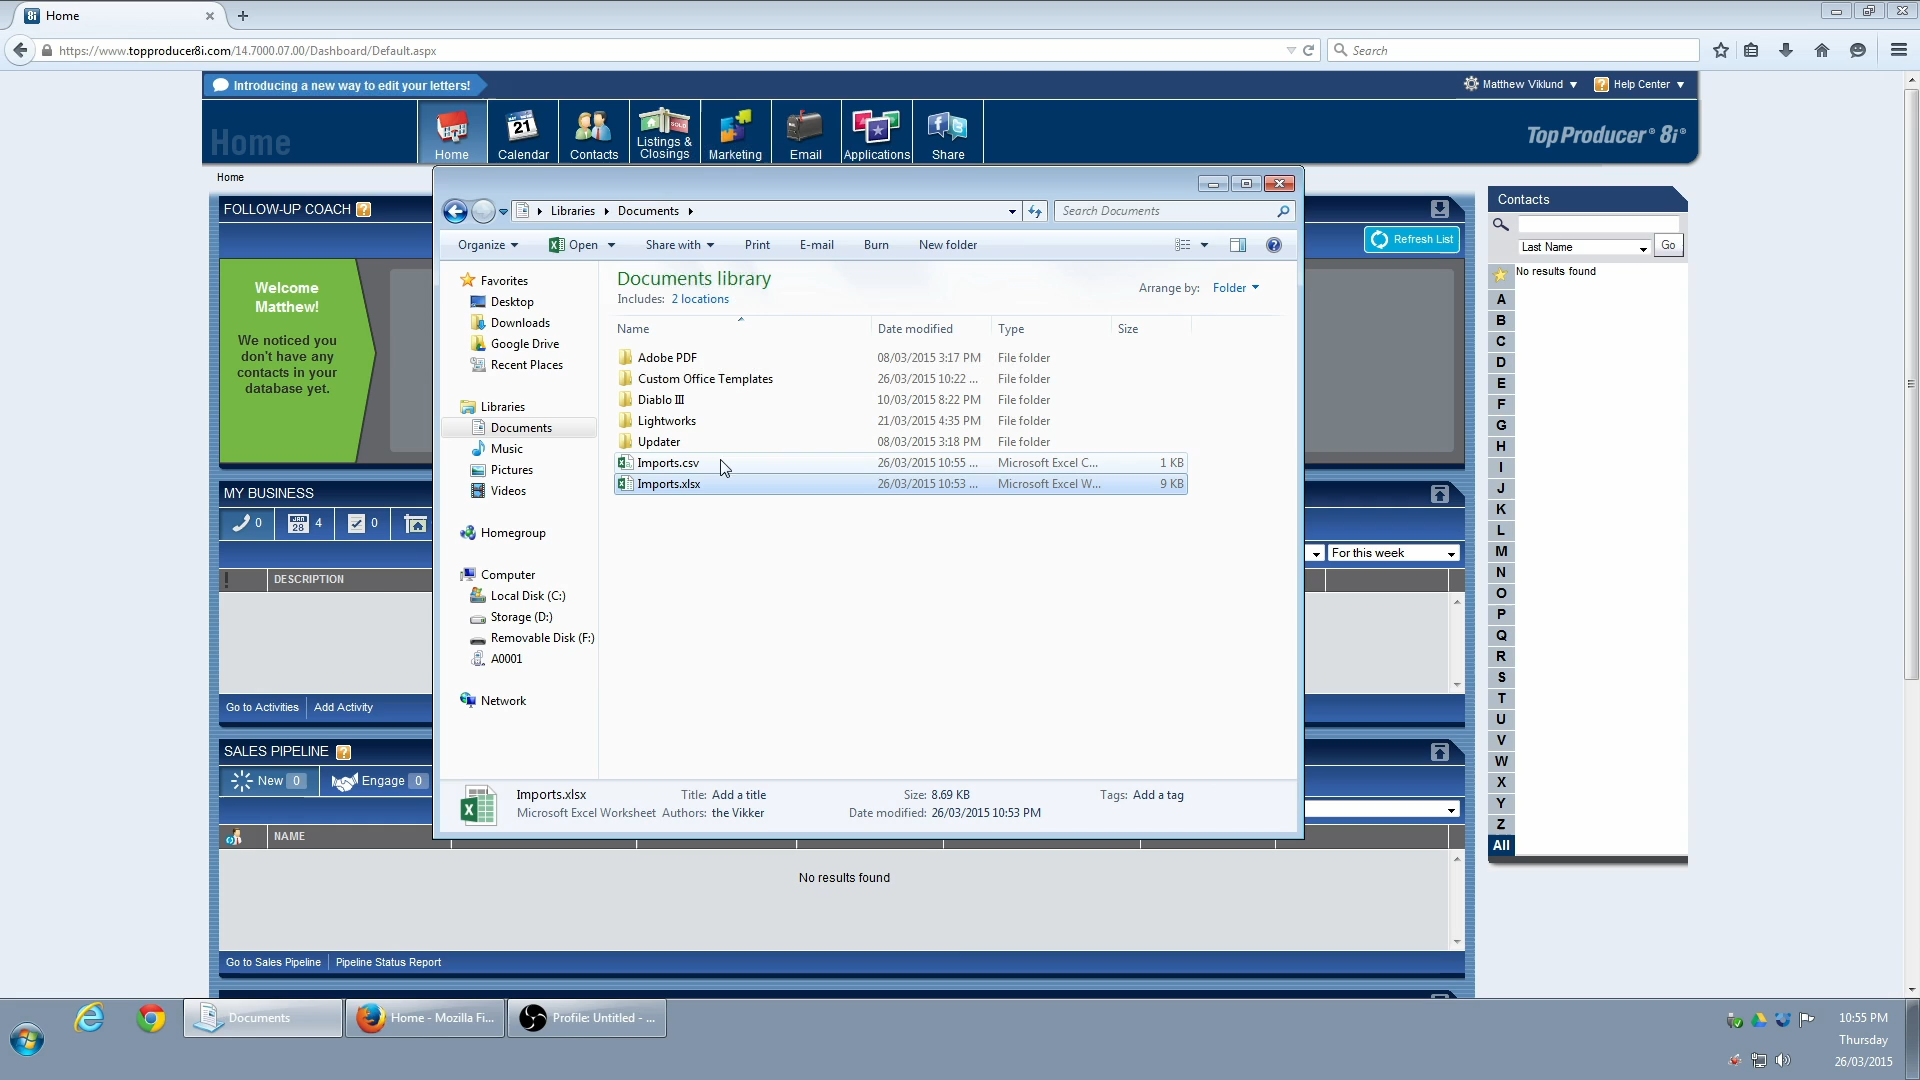 Home
https://www.topproducer8i.com/14.7000.07.00/Dashboard/Default.aspx
Search
Introducing a new way to edit your letters!
Matthew Viklund
Help Center
Home
Home
Calendar
Contacts
Listings & Closings
Marketing
Email
Applications
Share
Top Producer® 8i®
Home
FOLLOW-UP COACH
Refresh List
Welcome
Matthew!
We noticed you
don't have any
contacts in your
database yet.
Contacts
Last Name
Go
No results found
A
B
C
D
E
F
G
H
I
J
K
L
M
N
O
P
Q
R
S
T
U
V
W
X
Y
Z
All
Libraries
Documents
Search Documents
Organize
Open
Share with
Print
E-mail
Burn
New folder
Favorites
Desktop
Downloads
Google Drive
Recent Places
Libraries
Documents
Music
Pictures
Videos
Homegroup
Computer
Local Disk (C:)
Storage (D:)
Removable Disk (F:)
A0001
Network
Documents library
Includes: 2 locations
Arrange by: Folder
Name Date modified Type Size
Adobe PDF 08/03/2015 3:17 PM File folder
Custom Office Templates 26/03/2015 10:22 ... File folder
Diablo III 10/03/2015 8:22 PM File folder
Lightworks 21/03/2015 4:35 PM File folder
Updater 08/03/2015 3:18 PM File folder
Imports.csv 26/03/2015 10:55 ... Microsoft Excel C... 1 KB
Imports.xlsx 26/03/2015 10:53 ... Microsoft Excel W... 9 KB
Imports.xlsx Title: Add a title Size: 8.69 KB Tags: Add a tag
Microsoft Excel Worksheet Authors: the Vikker Date modified: 26/03/2015 10:53 PM
MY BUSINESS
0
JAN 28 4
0
For this week
! DESCRIPTION
Go to Activities Add Activity
SALES PIPELINE
New 0 Engage 0
NAME
No results found
Go to Sales Pipeline Pipeline Status Report
Documents
Home - Mozilla Fi...
Profile: Untitled - ...
10:55 PM
Thursday
26/03/2015